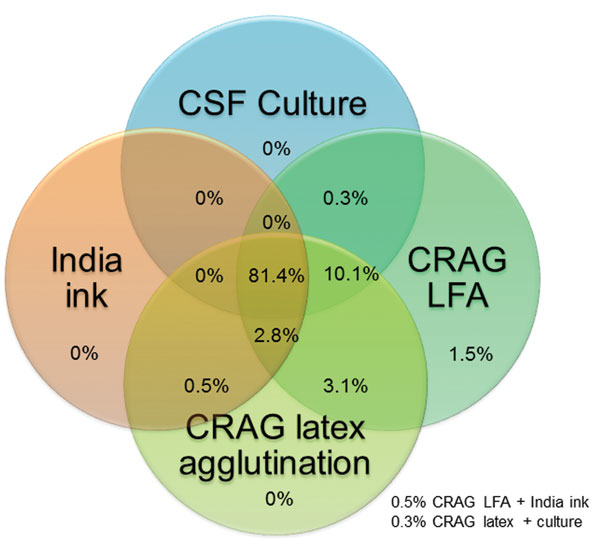 CSF Culture
0%
0%
0.3%
0%
India
ink
CRAG
LFA
0%
81.4%
10.1%
2.8%
0%
1.5%
0.5%
3.1%
CRAG latex
agglutination
0%
0.5% CRAG LFA + India ink
0.3% CRAG latex + culture